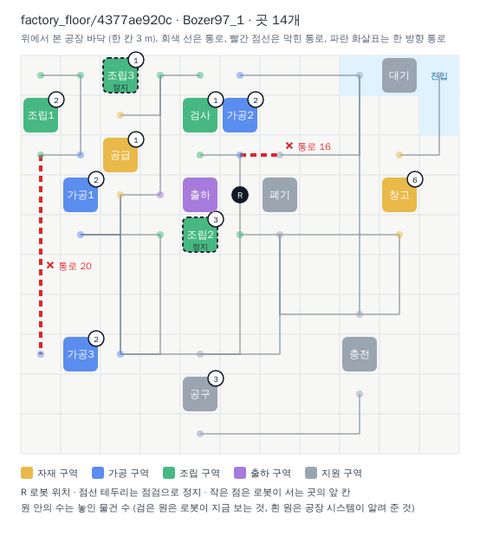 factory_floor/4377ae920c · Bozer97_1 · 곳 14개
위에서 본 공장 바닥 (한 칸 3 m). 회색 선은 통로, 빨간 점선은 막힌 통로, 파란 화살표는 한 방향 통로
1
조립3
정지
대기
진입
2
조립1
1
검사
2
가공2
1
공급
통로 16
2
가공1
출하
R
폐기
6
창고
3
조립2
정지
통로 20
2
가공3
충전
3
공구
자재 구역
가공 구역
조립 구역
출하 구역
지원 구역
R 로봇 위치 · 점선 테두리는 점검으로 정지 · 작은 점은 로봇이 서는 곳의 앞 칸
원 안의 수는 놓인 물건 수 (검은 원은 로봇이 지금 보는 것, 흰 원은 공장 시스템이 알려 준 것)